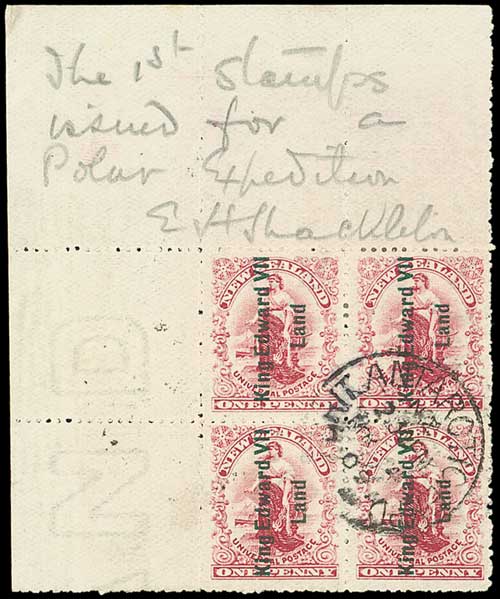 The 1st Stamps
issued for a
Polar Expedition
E H Shackleton
NEW ZEALAND
King Edward VII
Land
UNIVERSAL POSTAGE
ONE PENNY
NEW ZEALAND
King Edward VII
Land
UNIVERSAL POSTAGE
ONE PENNY
NEW ZEALAND
King Edward VII
Land
UNIVERSAL POSTAGE
ONE PENNY
NEW ZEALAND
King Edward VII
Land
UNIVERSAL POSTAGE
ONE PENNY
BRIT. ANTARCTIC